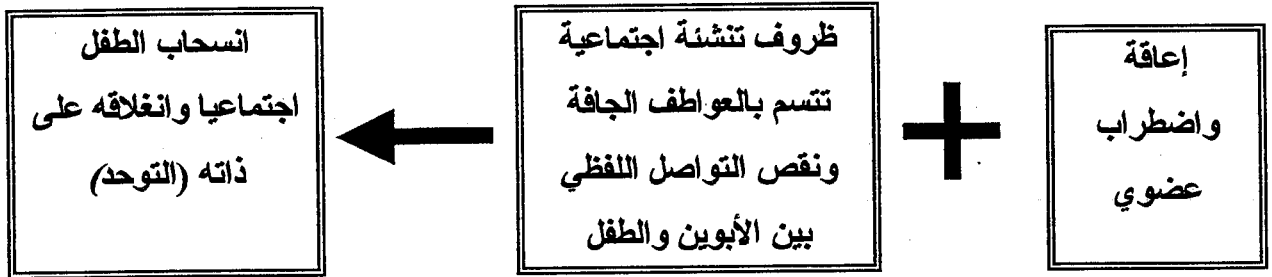 إعاقة
واضطراب
عضوي
ظروف تنشئة اجتماعية
تتسم بالعواطف الجافة
ونقص التواصل اللفظي
بين الأبوين والطفل
انسحاب الطفل
اجتماعيا وانغلاقه على
ذاته (التوحد)